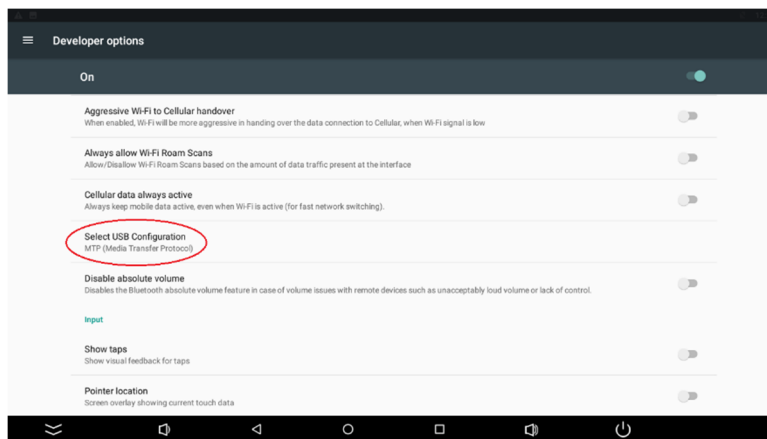 Developer options
On
Aggressive Wi-Fi to Cellular handover
When enabled, Wi-Fi will be more aggressive in handing over the data connection to Cellular, when Wi-Fi signal is low
Always allow Wi-Fi Roam Scans
Allow/Disallow Wi-Fi Roam Scans based on the amount of data traffic present at the interface
Cellular data always active
Always keep mobile data active, even when Wi-Fi is active (for fast network switching).
Select USB Configuration
MTP (Media Transfer Protocol)
Disable absolute volume
Disables the Bluetooth absolute volume feature in case of volume issues with remote devices such as unacceptably loud volume or lack of control.
Input
Show taps
Show visual feedback for taps
Pointer location
Screen overlay showing current touch data